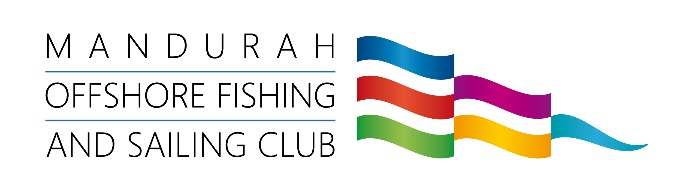 MANDURAH
OFFSHORE FISHING
AND SAILING CLUB